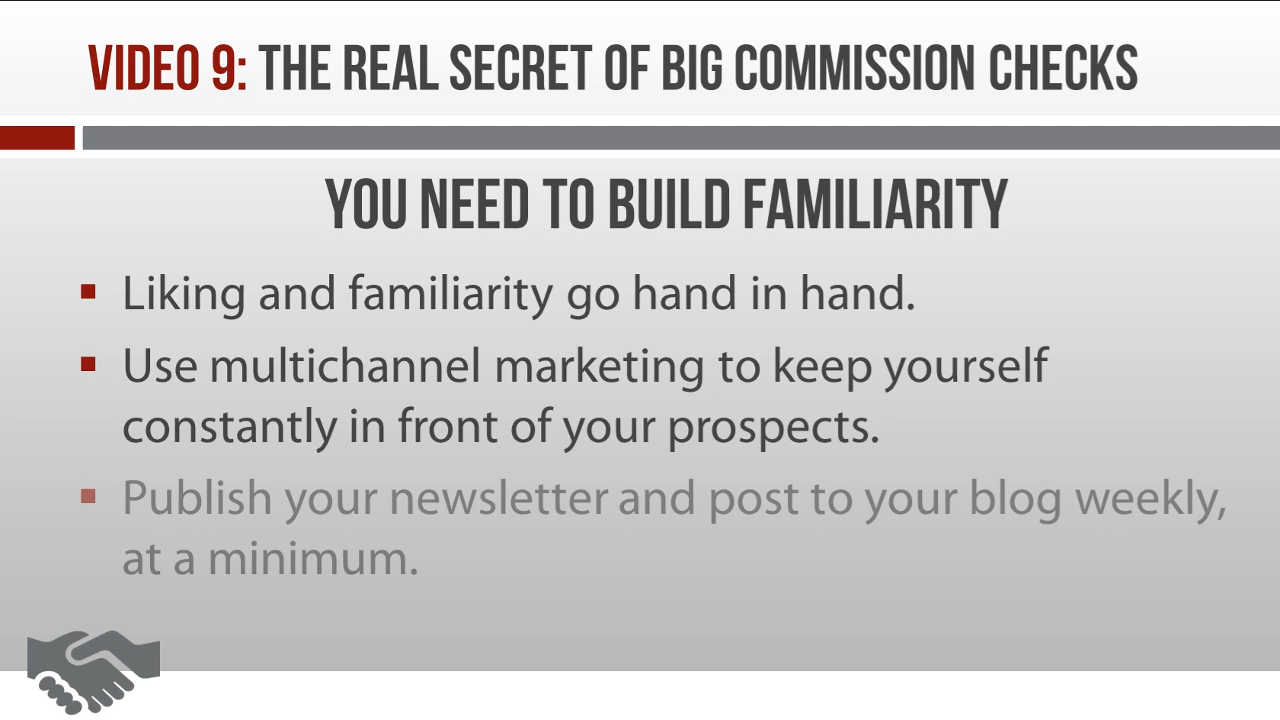 VIDEO 9: THE REAL SECRET OF BIG COMMISSION CHECKS
YOU NEED TO BUILD FAMILIARITY
Liking and familiarity go hand in hand.
Use multichannel marketing to keep yourself
constantly in front of your prospects.
Publish your newsletter and post to your blog weekly,
at a minimum.